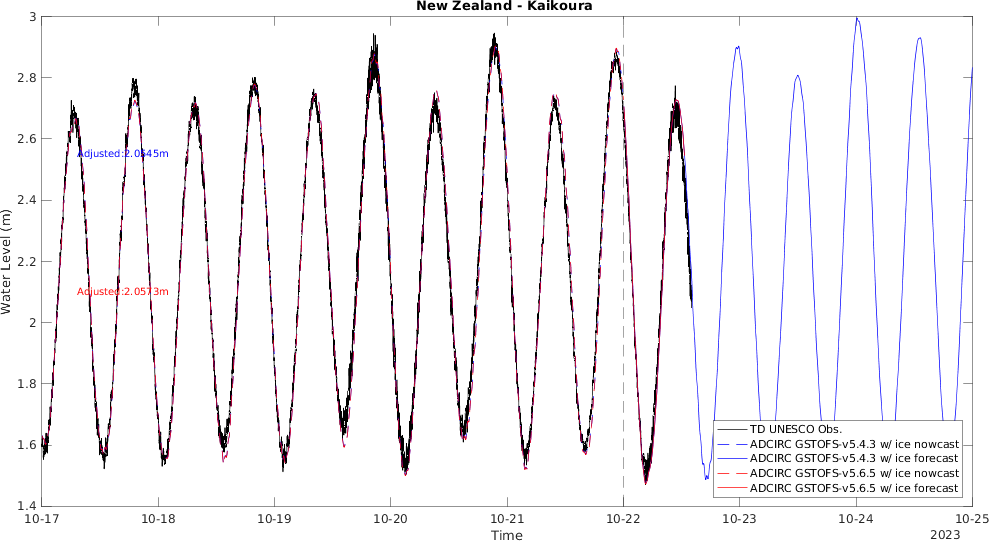 New Zealand - Kaikoura
Water Level (m)
3
2.8
2.6
2.4
2.2
2
1.8
1.6
1.4
Adjusted:2.0545m
Adjusted:2.0573m
TD UNESCO Obs.
ADCIRC GSTOFS-v5.4.3 w/ ice nowcast
ADCIRC GSTOFS-v5.4.3 w/ ice forecast
ADCIRC GSTOFS-v5.6.5 w/ ice nowcast
ADCIRC GSTOFS-v5.6.5 w/ ice forecast
10-17 10-18 10-19 10-20 10-21 10-22 10-23 10-24 10-25
Time
2023